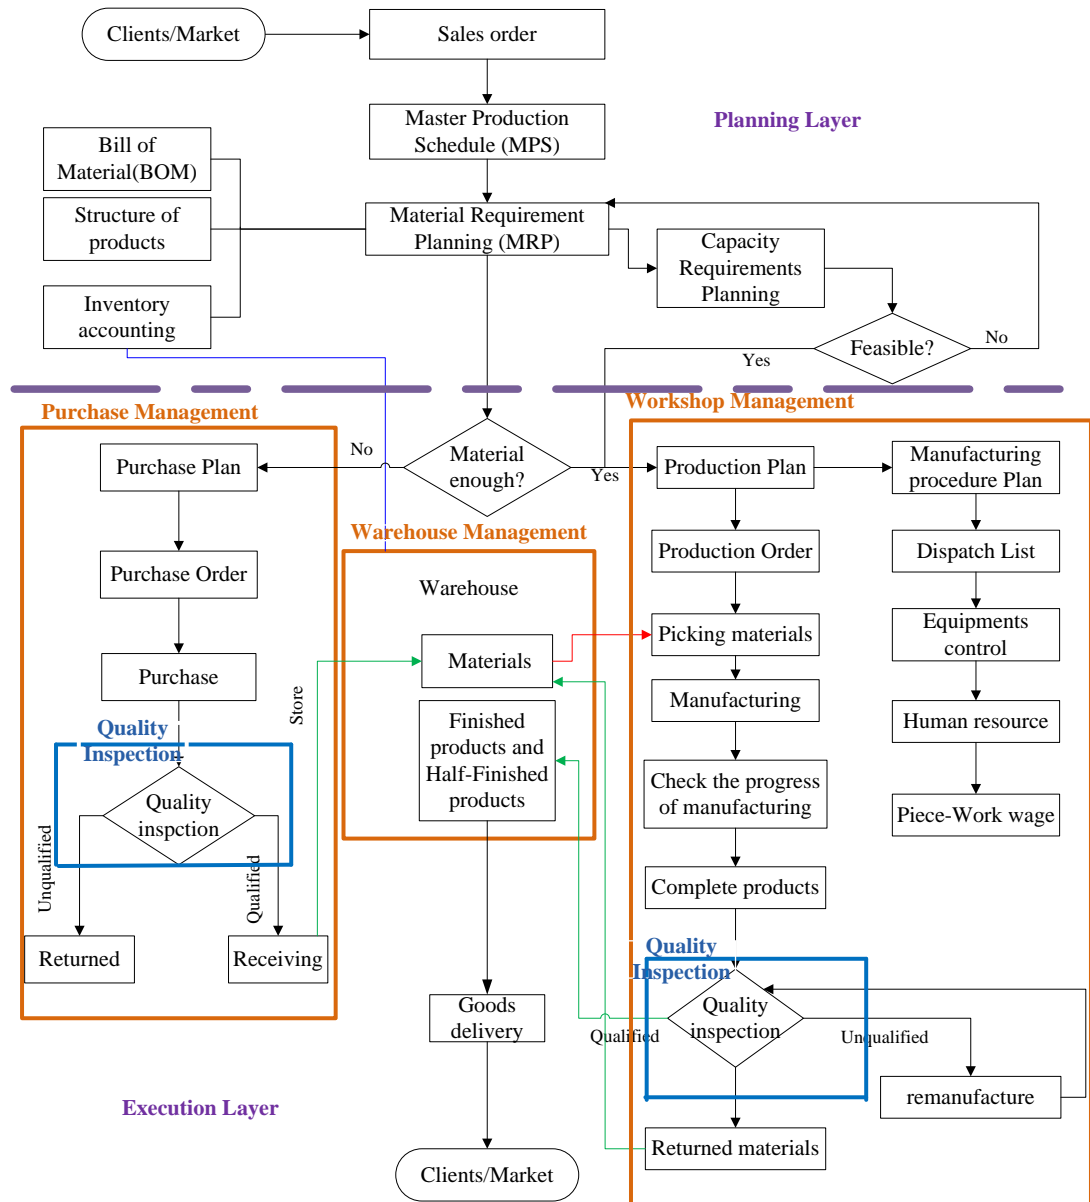 Clients/Market
Sales order
Master Production
Schedule (MPS)
Planning Layer
Bill of
Material(BOM)
Structure of
products
Material Requirement
Planning (MRP)
Capacity
Requirements
Planning
Inventory
accounting
Feasible?
No
Yes
Purchase Management
Workshop Management
Purchase Plan
No
Material
enough?
Yes
Production Plan
Manufacturing
procedure Plan
Warehouse Management
Purchase Order
Production Order
Dispatch List
Warehouse
Purchase
Materials
Picking materials
Equipments
control
Store
Manufacturing
Human resource
Quality
Inspection
Finished
products and
Half-Finished
products
Check the progress
of manufacturing
Piece-Work wage
Quality
inspction
Unqualified
Qualified
Complete products
Returned
Receiving
Quality
Inspection
Goods
delivery
Qualified
Quality
inspection
Unqualified
remanufacture
Execution Layer
Returned materials
Clients/Market